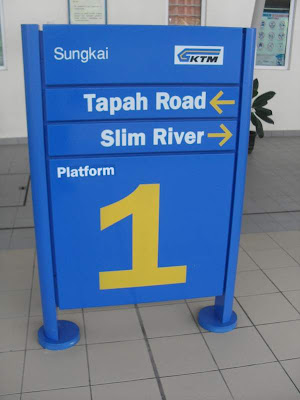 Sungkai
KTM
Tapah Road ←
Slim River →
Platform
1